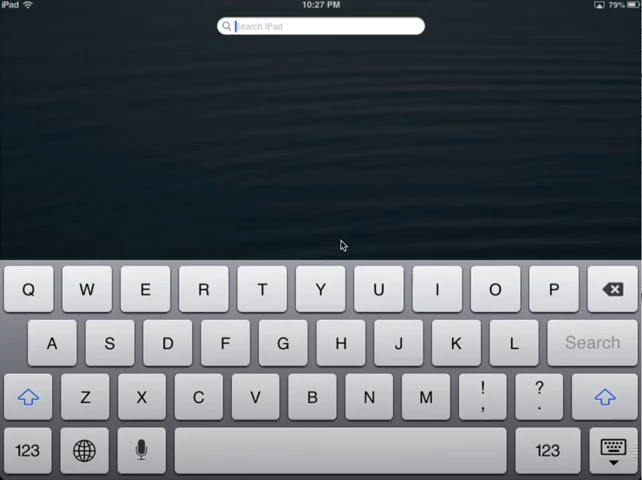 iPad 10:27 PM 79%
Search iPad
Q W E R T Y U I O P
A S D F G H J K L Search
Z X C V B N M ! , ? .
123 123